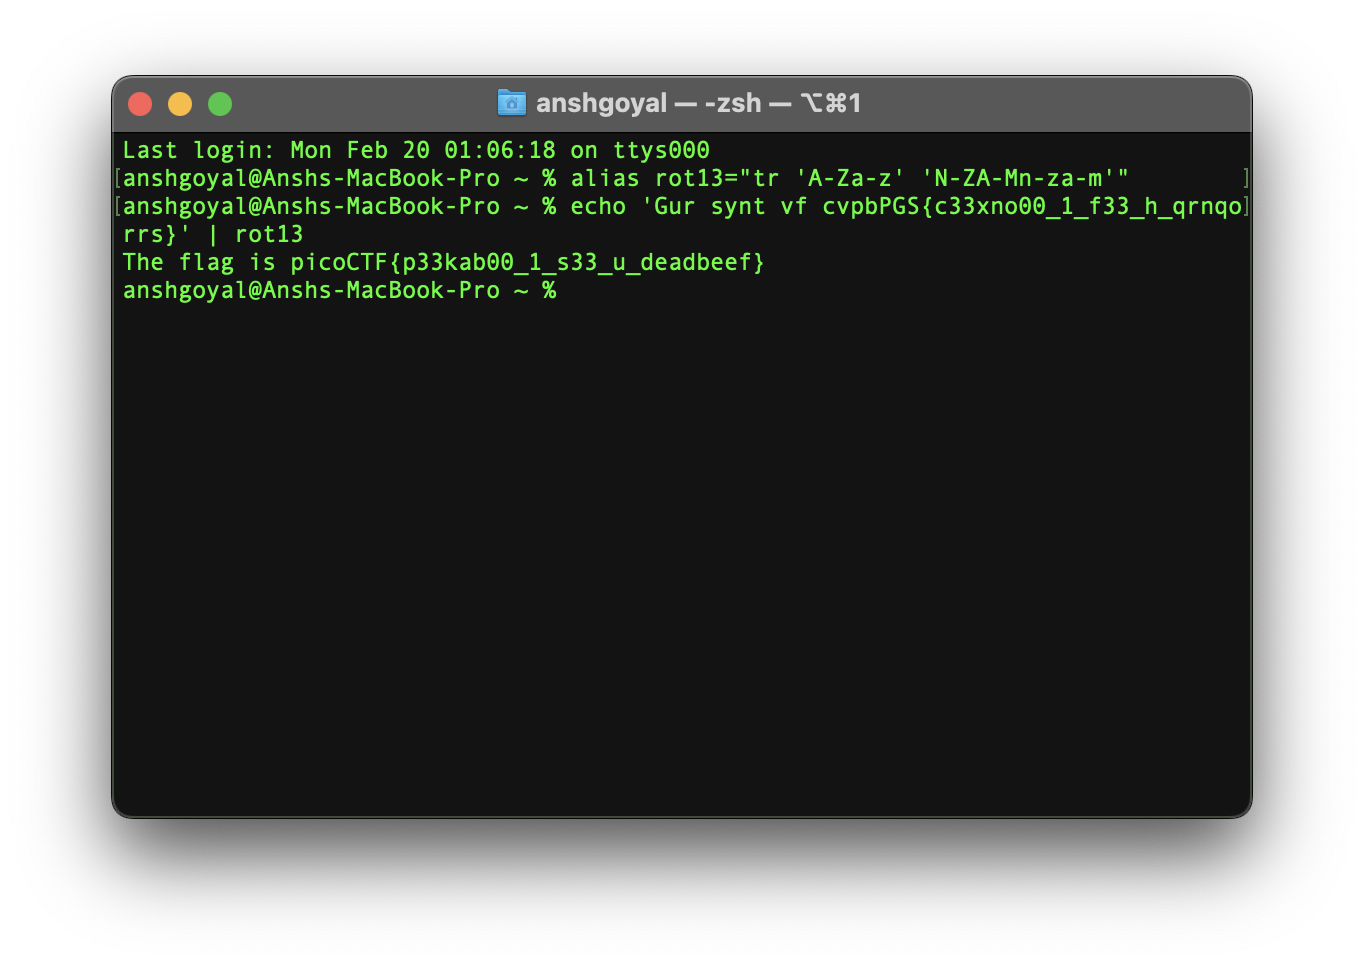 anshgoyal — -zsh — ⌥⌘1
Last login: Mon Feb 20 01:06:18 on ttys000
[anshgoyal@Anshs-MacBook-Pro ~ % alias rot13="tr 'A-Za-z' 'N-ZA-Mn-za-m'" ]
[anshgoyal@Anshs-MacBook-Pro ~ % echo 'Gur synt vf cvpbPGS{c33xno00_1_f33_h_qrnqo]
rrs}' | rot13
The flag is picoCTF{p33kab00_1_s33_u_deadbeef}
anshgoyal@Anshs-MacBook-Pro ~ %